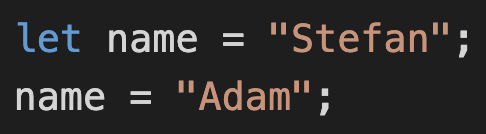 let name = "Stefan";
name = "Adam";